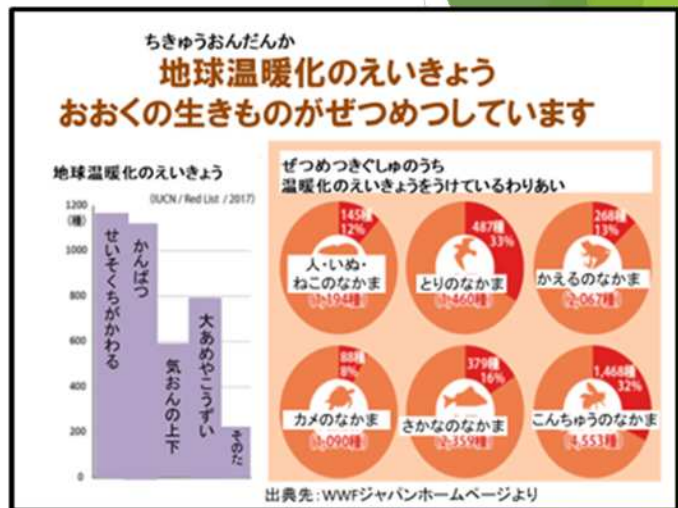 ちきゅうおんだんか
地球温暖化のえいきょう
おおくの生きものがぜつめつしています
地球温暖化のえいきょう
(IUCN / Red List / 2017)
1200
(種)
1000
800
600
400
200
0
せいそくちがかわる
かんばつ
気おんの上下
大あめやこうずい
そのた
ぜつめつきぐしゅのうち
温暖化のえいきょうをうけているわりあい
145種
12%
人・いぬ・
ねこのなかま
(1,194種)
487種
33%
とりのなかま
(1,460種)
268種
13%
かえるのなかま
(2,067種)
88種
8%
カメのなかま
(1,090種)
379種
16%
さかなのなかま
(2,359種)
1,468種
32%
こんちゅうのなかま
(4,553種)
出典先：WWFジャパンホームページより